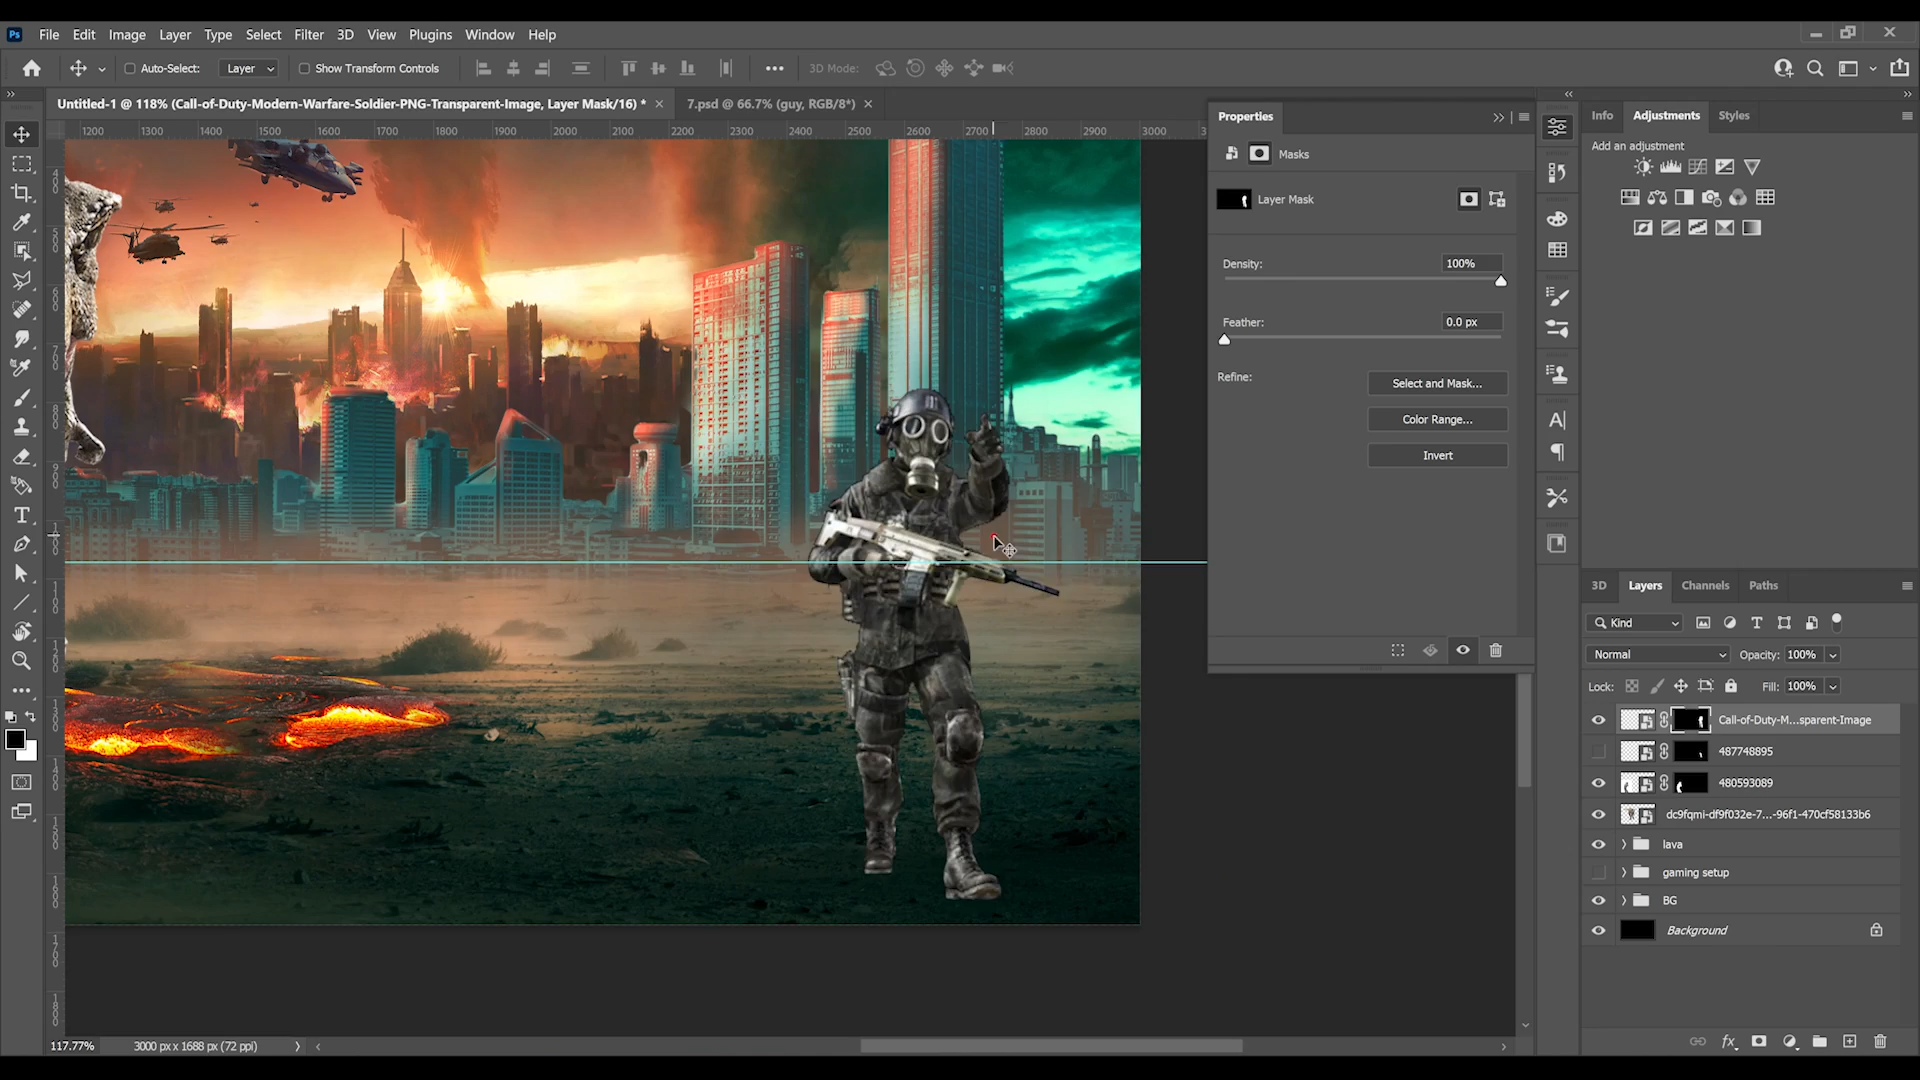 Ps File Edit Image Layer Type Select Filter 3D View Plugins Window Help
Auto-Select: Layer Show Transform Controls 3D Mode:
Untitled-1 @ 118% (Call-of-Duty-Modern-Warfare-Soldier-PNG-Transparent-Image, Layer Mask/16) * 7.psd @ 66.7% (guy, RGB/8*)
1200 1300 1400 1500 1600 1700 1800 1900 2000 2100 2200 2300 2400 2500 2600 2700 2800 2900 3000 3
Properties
Masks
Layer Mask
Density: 100%
Feather: 0.0 px
Refine:
Select and Mask...
Color Range...
Invert
Info Adjustments Styles
Add an adjustment
3D Layers Channels Paths
Kind
Normal Opacity: 100%
Lock: Fill: 100%
Call-of-Duty-M...sparent-Image
487748895
480593089
dc9fqmi-df9f032e-7...-96f1-470cf58133b6
lava
gaming setup
BG
Background
117.77% 3000 px x 1688 px (72 ppi)